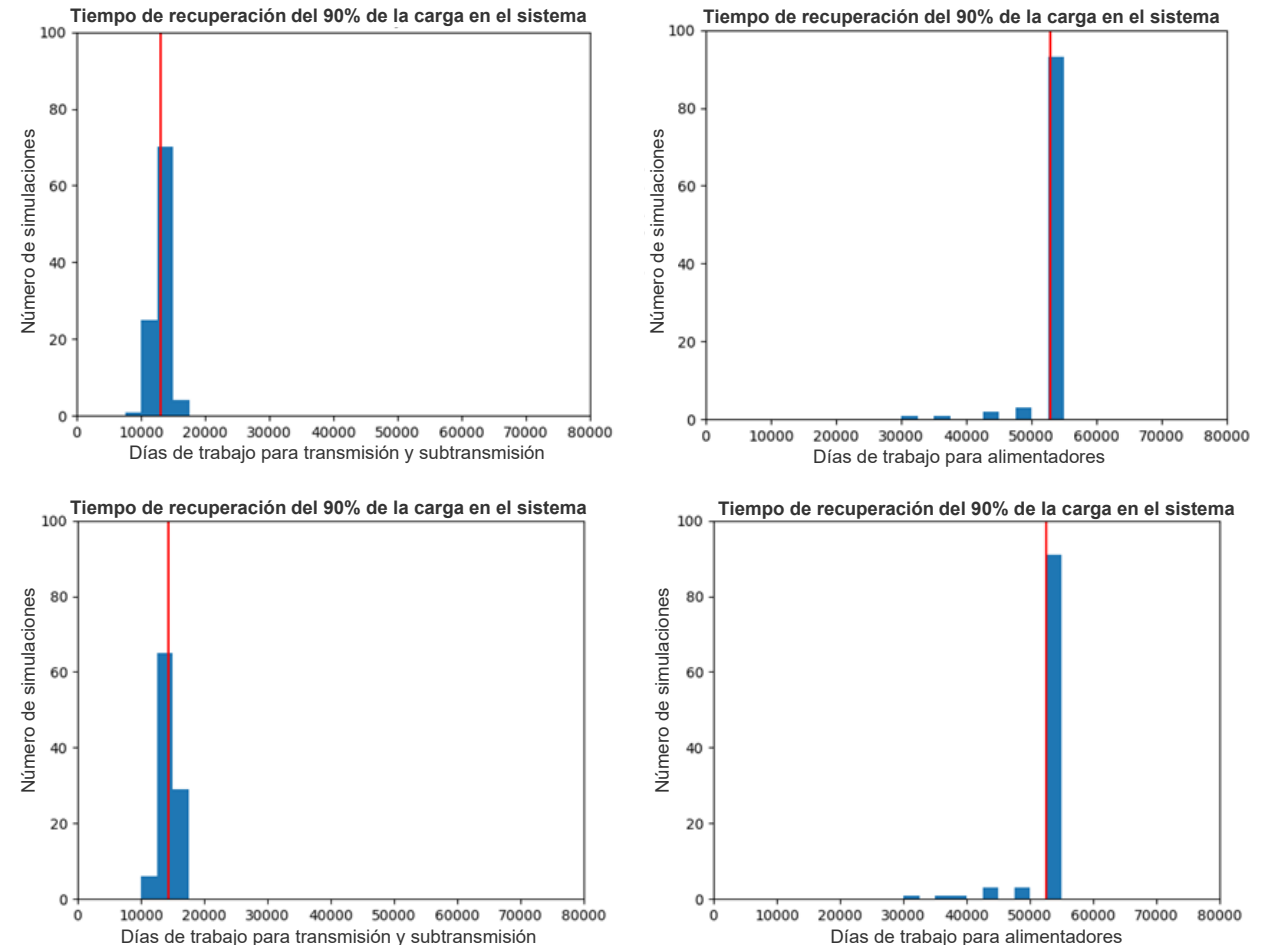 Tiempo de recuperación del 90% de la carga en el sistema
100
80
60
40
20
0
Número de simulaciones
0 10000 20000 30000 40000 50000 60000 70000 80000
Días de trabajo para transmisión y subtransmisión
Tiempo de recuperación del 90% de la carga en el sistema
100
80
60
40
20
0
Número de simulaciones
0 10000 20000 30000 40000 50000 60000 70000 80000
Días de trabajo para alimentadores
Tiempo de recuperación del 90% de la carga en el sistema
100
80
60
40
20
0
Número de simulaciones
0 10000 20000 30000 40000 50000 60000 70000 80000
Días de trabajo para transmisión y subtransmisión
Tiempo de recuperación del 90% de la carga en el sistema
100
80
60
40
20
0
Número de simulaciones
0 10000 20000 30000 40000 50000 60000 70000 80000
Días de trabajo para alimentadores